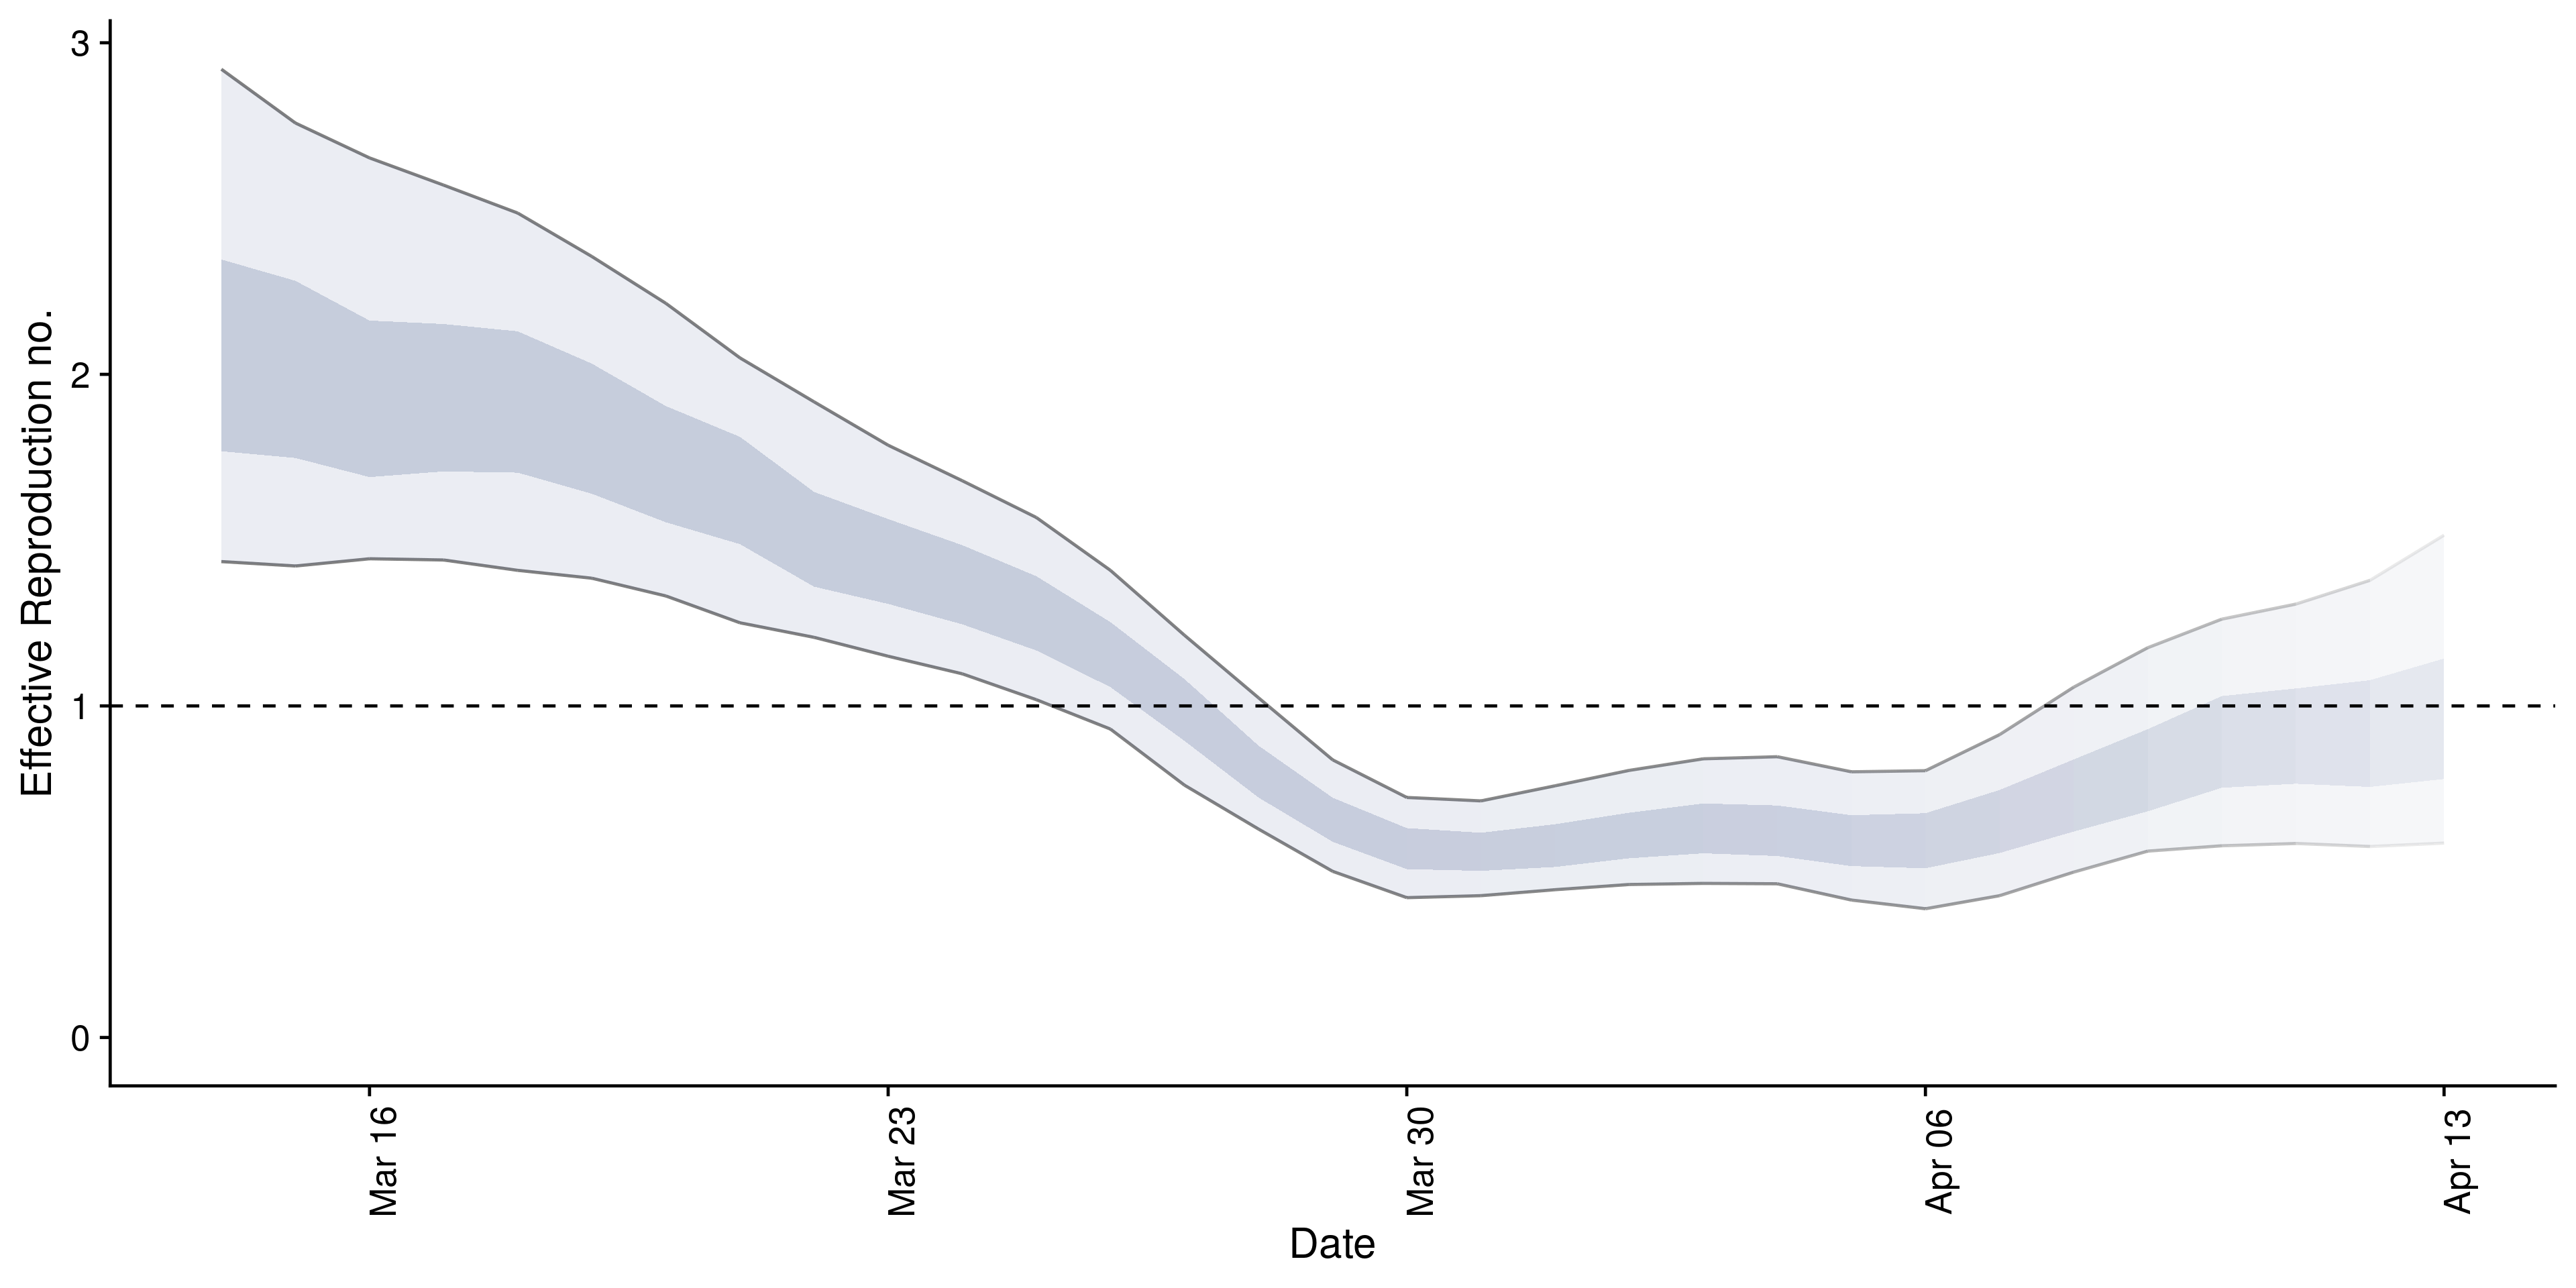 Effective Reproduction no.
3
2
1
0
Mar 16
Mar 23
Mar 30
Apr 06
Apr 13
Date